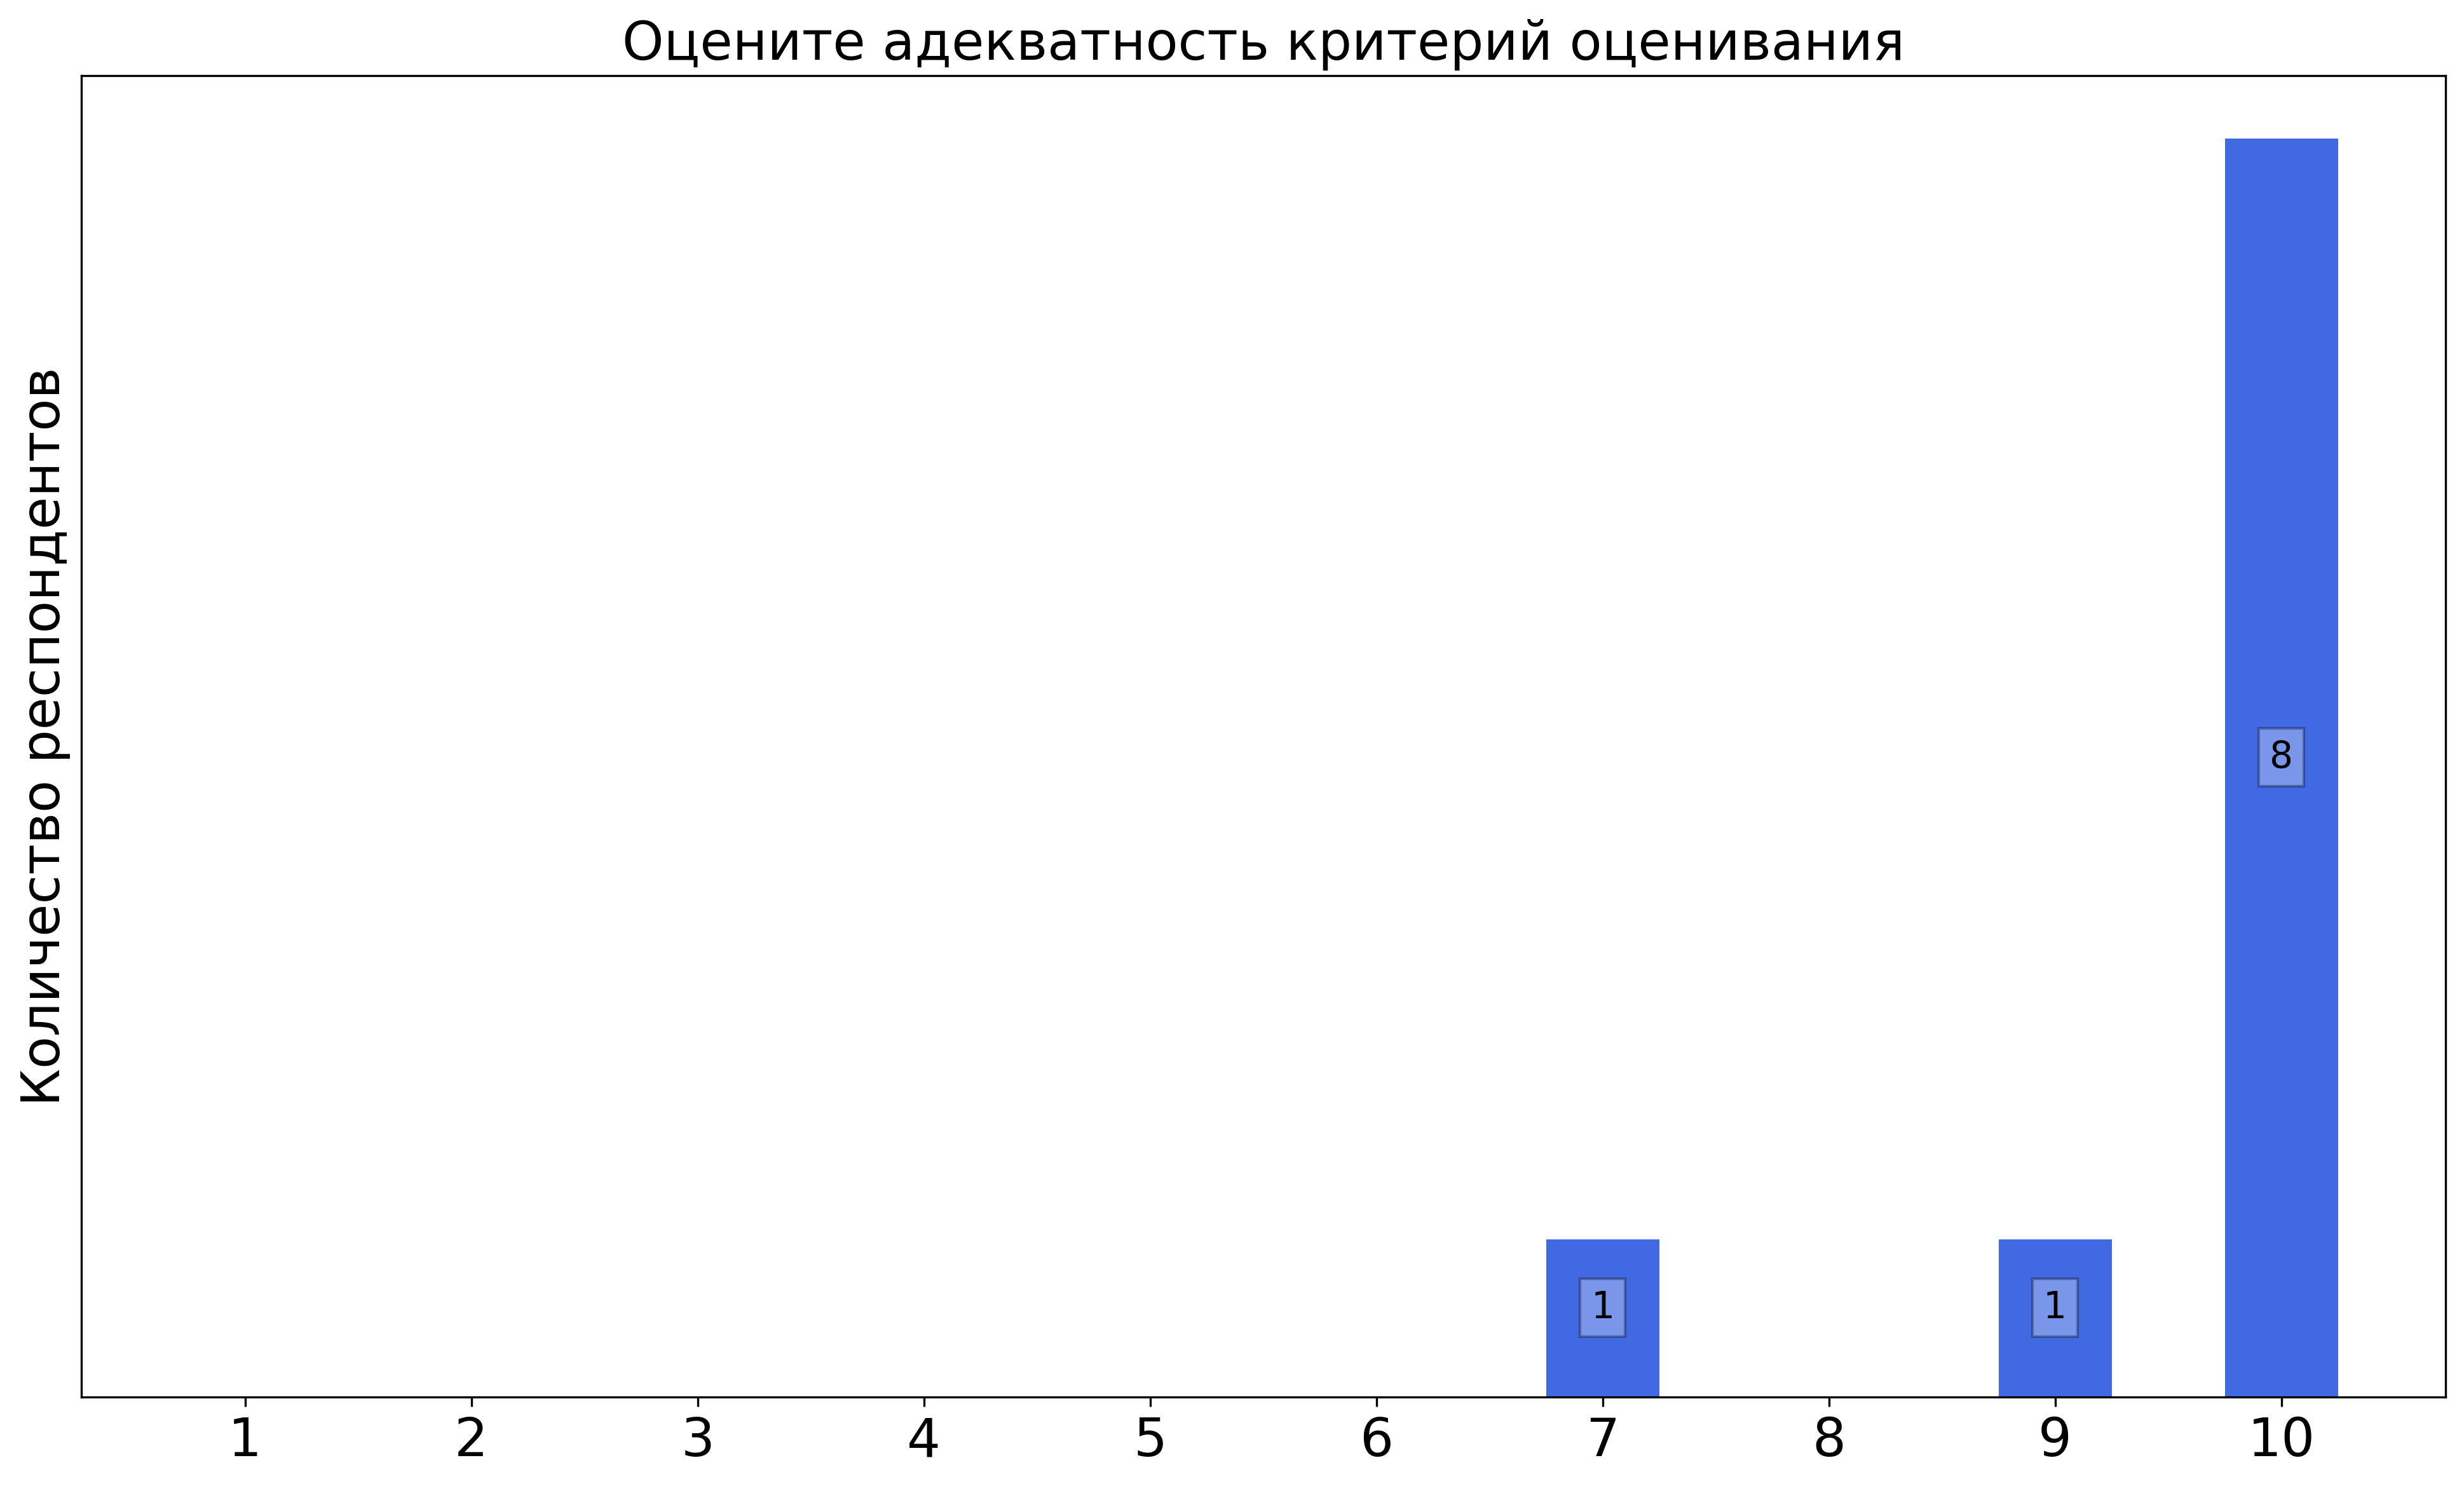 Оцените адекватность критерий оценивания
Количество респондентов
8
1
1
1 2 3 4 5 6 7 8 9 10